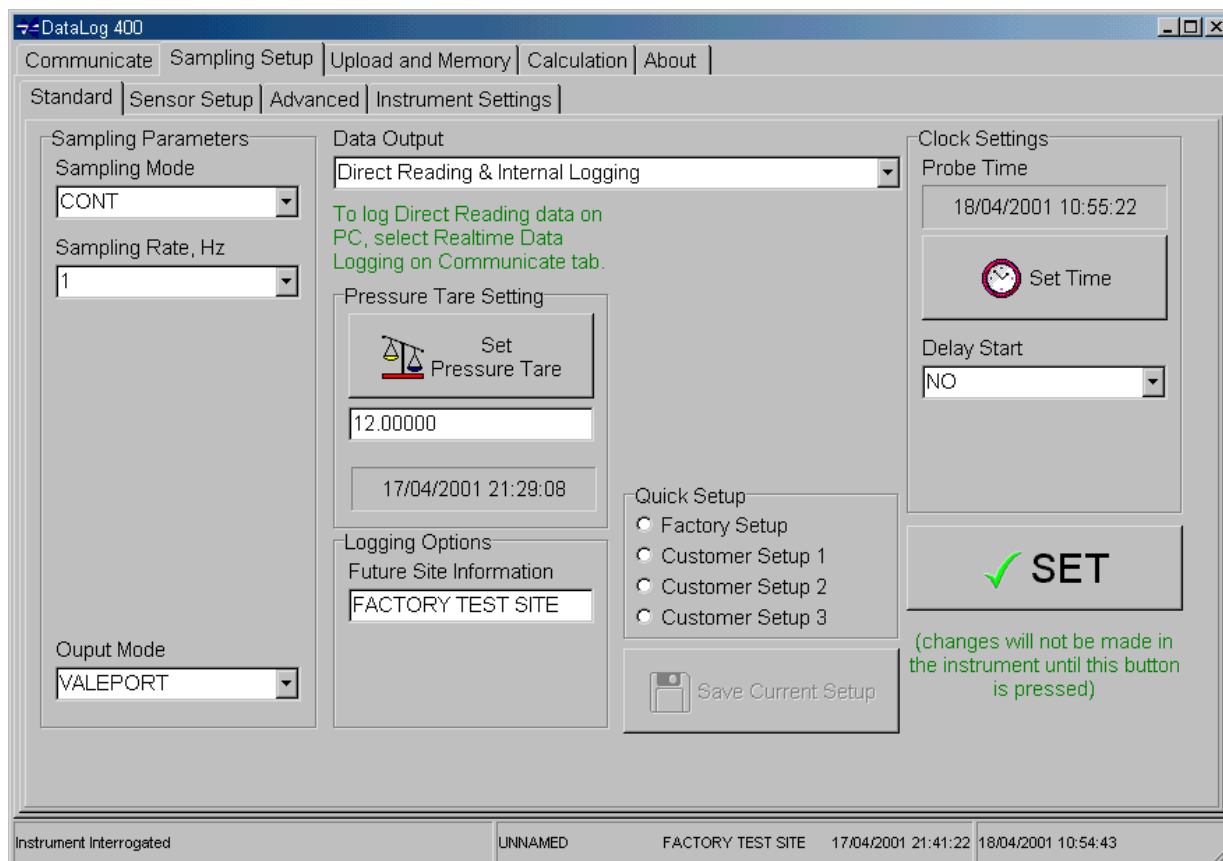 DataLog 400
Communicate Sampling Setup Upload and Memory Calculation About
Standard Sensor Setup Advanced Instrument Settings
Sampling Parameters
Sampling Mode
CONT
Sampling Rate, Hz
1
Ouput Mode
VALEPORT
Data Output
Direct Reading & Internal Logging
To log Direct Reading data on
PC, select Realtime Data
Logging on Communicate tab.
Pressure Tare Setting
Set
Pressure Tare
12.00000
17/04/2001 21:29:08
Logging Options
Future Site Information
FACTORY TEST SITE
Quick Setup
Factory Setup
Customer Setup 1
Customer Setup 2
Customer Setup 3
Save Current Setup
Clock Settings
Probe Time
18/04/2001 10:55:22
Set Time
Delay Start
NO
SET
(changes will not be made in
the instrument until this button
is pressed)
Instrument Interrogated UNNAMED FACTORY TEST SITE 17/04/2001 21:41:22 18/04/2001 10:54:43